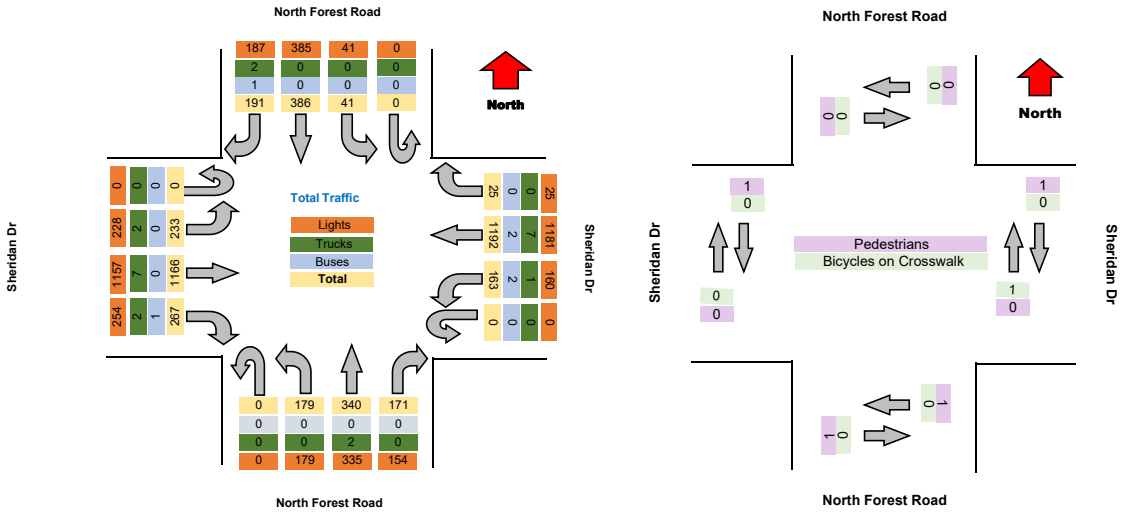 North Forest Road
187 385 41 0
2 0 0 0
1 0 0 0
191 386 41 0
North
Sheridan Dr
0 0 0 0
228 2 0 233
1157 7 0 1166
254 2 1 267
Total Traffic
Lights
Trucks
Buses
Total
25 0 0 25
1192 2 7 1181
163 2 1 160
0 0 0 0
Sheridan Dr
0 179 340 171
0 0 0 0
0 0 2 0
0 179 335 154
North Forest Road
North Forest Road
0 0
0 0
North
1
0
1
0
Sheridan Dr
Pedestrians
Bicycles on Crosswalk
Sheridan Dr
0
0
1
0
0 1
1 0
North Forest Road